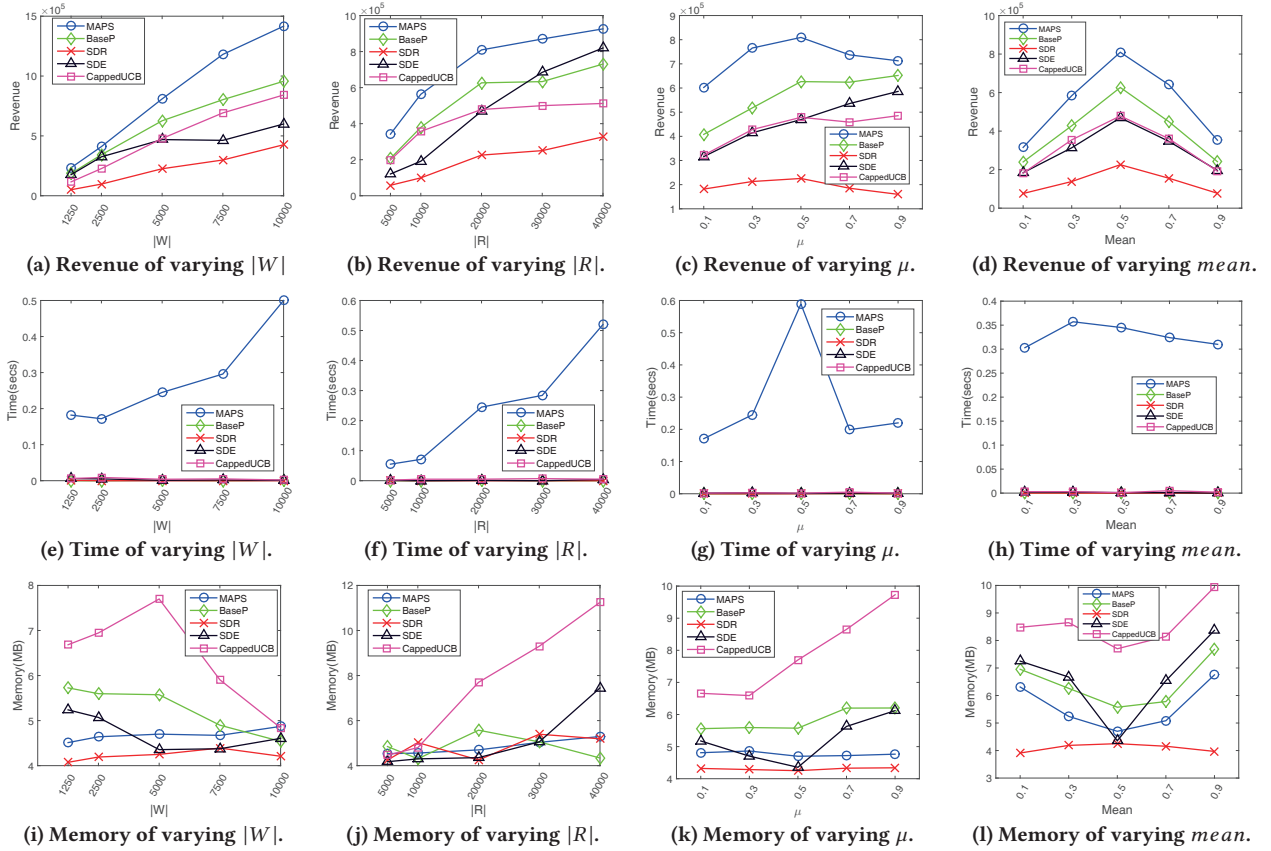 ×10⁵
15
10
5
0
Revenue
1250
2500
5000
7500
10000
|W|
MAPS
BaseP
SDR
SDE
CappedUCB
(a) Revenue of varying |W|
×10⁵
10
8
6
4
2
0
Revenue
5000
10000
20000
30000
40000
|R|
MAPS
BaseP
SDR
SDE
CappedUCB
(b) Revenue of varying |R|.
×10⁵
9
8
7
6
5
4
3
2
1
Revenue
0.1
0.3
0.5
0.7
0.9
μ
MAPS
BaseP
SDR
SDE
CappedUCB
(c) Revenue of varying μ.
×10⁵
10
8
6
4
2
0
Revenue
0.1
0.3
0.5
0.7
0.9
Mean
MAPS
BaseP
SDR
SDE
CappedUCB
(d) Revenue of varying mean.
0.5
0.4
0.3
0.2
0.1
0
Time(secs)
1250
2500
5000
7500
10000
|W|
MAPS
BaseP
SDR
SDE
CappedUCB
(e) Time of varying |W|.
0.6
0.5
0.4
0.3
0.2
0.1
0
Time(secs)
5000
10000
20000
30000
40000
|R|
MAPS
BaseP
SDR
SDE
CappedUCB
(f) Time of varying |R|.
0.6
0.5
0.4
0.3
0.2
0.1
0
Time(secs)
0.1
0.3
0.5
0.7
0.9
μ
MAPS
BaseP
SDR
SDE
CappedUCB
(g) Time of varying μ.
0.4
0.35
0.3
0.25
0.2
0.15
0.1
0.05
0
Time(secs)
0.1
0.3
0.5
0.7
0.9
Mean
MAPS
BaseP
SDR
SDE
CappedUCB
(h) Time of varying mean.
8
7
6
5
4
Memory(MB)
1250
2500
5000
7500
10000
|W|
MAPS
BaseP
SDR
SDE
CappedUCB
(i) Memory of varying |W|.
12
10
8
6
4
Memory(MB)
5000
10000
20000
30000
40000
|R|
MAPS
BaseP
SDR
SDE
CappedUCB
(j) Memory of varying |R|.
10
9
8
7
6
5
4
Memory(MB)
0.1
0.3
0.5
0.7
0.9
μ
MAPS
BaseP
SDR
SDE
CappedUCB
(k) Memory of varying μ.
10
9
8
7
6
5
4
3
Memory(MB)
0.1
0.3
0.5
0.7
0.9
Mean
MAPS
BaseP
SDR
SDE
CappedUCB
(l) Memory of varying mean.